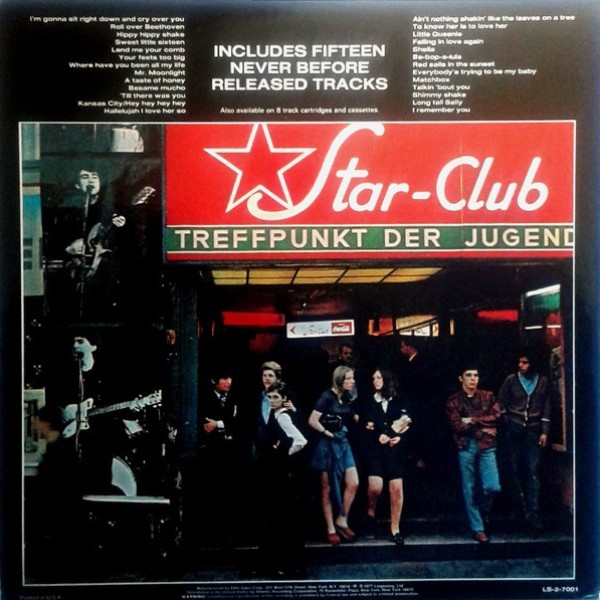 I'm gonna sit right down and cry over you
Roll over Beethoven
Hippy hippy shake
Sweet little sixteen
Lend me your comb
Your feets too big
Where have you been all my life
Mr. Moonlight
A taste of honey
Besame mucho
'Till there was you
Kansas City/Hey hey hey hey
Hallelujah I love her so
INCLUDES FIFTEEN
NEVER BEFORE
RELEASED TRACKS
Also available on 8 track cartridges and cassettes
Ain't nothing shakin' like the leaves on a tree
To know her is to love her
Little Queenie
Falling in love again
Sheila
Be-bop-a-lula
Red sails in the sunset
Everybody's trying to be my baby
Matchbox
Talkin 'bout you
Shimmy shake
Long tall Sally
I remember you
Star-Club
TREFFPUNKT DER JUGEND
Coca-Cola
LS-2-7001